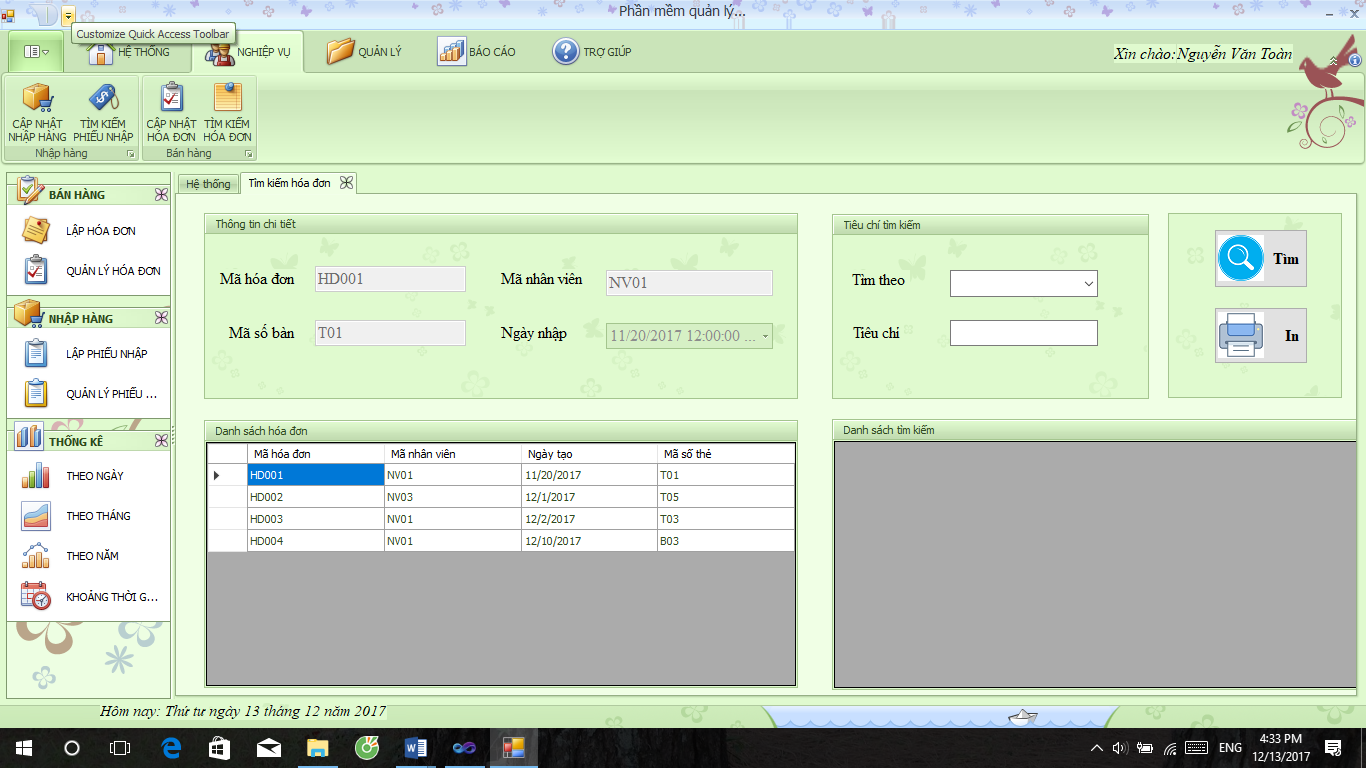 Phần mềm quản lý...
Customize Quick Access Toolbar
HỆ THỐNG
NGHIỆP VỤ
QUẢN LÝ
BÁO CÁO
TRỢ GIÚP
Xin chào:Nguyễn Văn Toàn
CẬP NHẬT
NHẬP HÀNG
TÌM KIẾM
PHIẾU NHẬP
CẬP NHẬT
HÓA ĐƠN
TÌM KIẾM
HÓA ĐƠN
Nhập hàng
Bán hàng
BÁN HÀNG
LẬP HÓA ĐƠN
QUẢN LÝ HÓA ĐƠN
NHẬP HÀNG
LẬP PHIẾU NHẬP
QUẢN LÝ PHIẾU ...
THỐNG KÊ
THEO NGÀY
THEO THÁNG
THEO NĂM
KHOẢNG THỜI G...
Hệ thống
Tìm kiếm hóa đơn
Thông tin chi tiết
Mã hóa đơn HD001
Mã nhân viên NV01
Mã số bàn T01
Ngày nhập 11/20/2017 12:00:00 ...
Tiêu chí tìm kiếm
Tìm theo
Tiêu chí
Tìm
In
Danh sách hóa đơn
Mã hóa đơn Mã nhân viên Ngày tạo Mã số thẻ
HD001 NV01 11/20/2017 T01
HD002 NV03 12/1/2017 T05
HD003 NV01 12/2/2017 T03
HD004 NV01 12/10/2017 B03
Danh sách tìm kiếm
Hôm nay: Thứ tư ngày 13 tháng 12 năm 2017
ENG
4:33 PM
12/13/2017